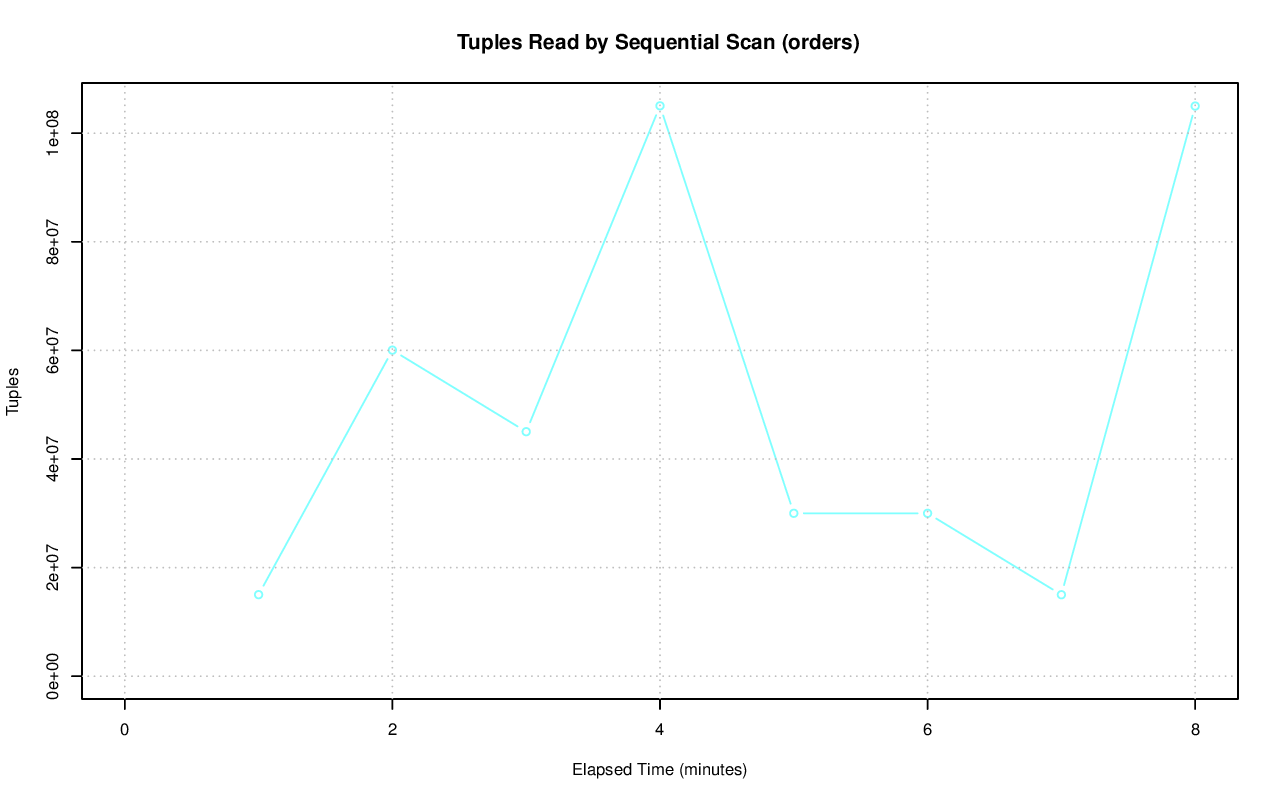 Tuples Read by Sequential Scan (orders)
Tuples
1e+08
8e+07
6e+07
4e+07
2e+07
0e+00
0 2 4 6 8
Elapsed Time (minutes)